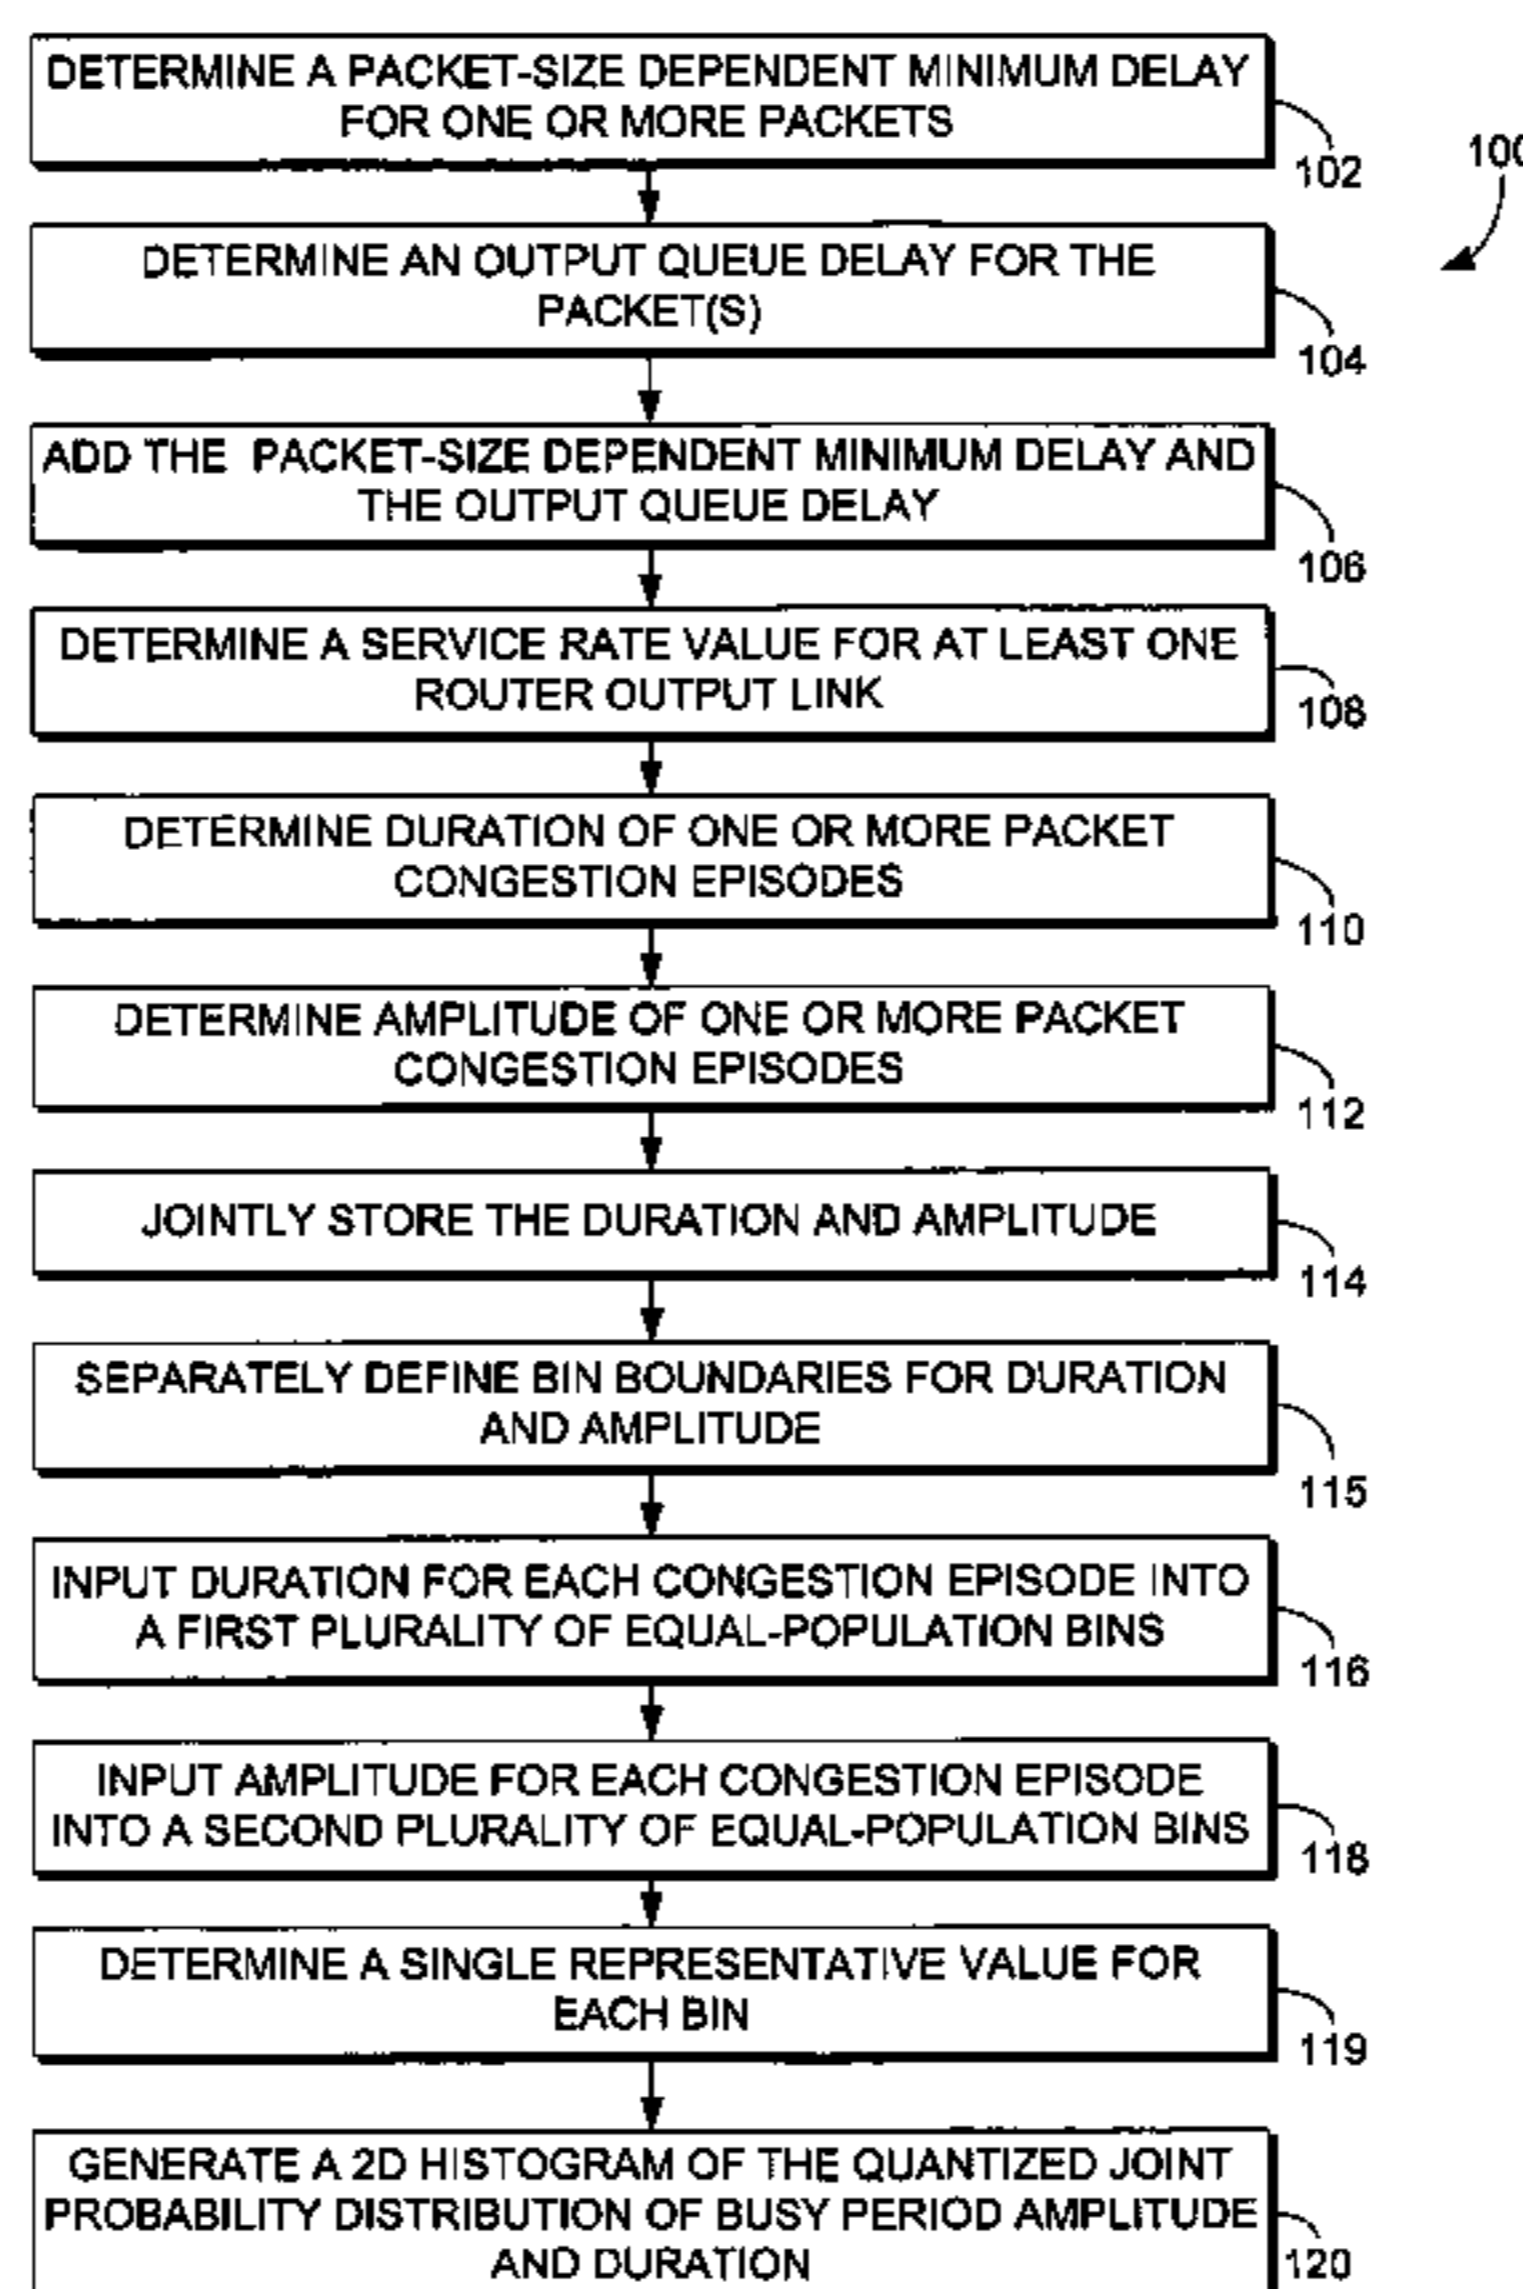 DETERMINE A PACKET-SIZE DEPENDENT MINIMUM DELAY
FOR ONE OR MORE PACKETS
102
100
DETERMINE AN OUTPUT QUEUE DELAY FOR THE
PACKET(S)
104
ADD THE PACKET-SIZE DEPENDENT MINIMUM DELAY AND
THE OUTPUT QUEUE DELAY
106
DETERMINE A SERVICE RATE VALUE FOR AT LEAST ONE
ROUTER OUTPUT LINK
108
DETERMINE DURATION OF ONE OR MORE PACKET
CONGESTION EPISODES
110
DETERMINE AMPLITUDE OF ONE OR MORE PACKET
CONGESTION EPISODES
112
JOINTLY STORE THE DURATION AND AMPLITUDE
114
SEPARATELY DEFINE BIN BOUNDARIES FOR DURATION
AND AMPLITUDE
115
INPUT DURATION FOR EACH CONGESTION EPISODE INTO
A FIRST PLURALITY OF EQUAL-POPULATION BINS
116
INPUT AMPLITUDE FOR EACH CONGESTION EPISODE
INTO A SECOND PLURALITY OF EQUAL-POPULATION BINS
118
DETERMINE A SINGLE REPRESENTATIVE VALUE FOR
EACH BIN
119
GENERATE A 2D HISTOGRAM OF THE QUANTIZED JOINT
PROBABILITY DISTRIBUTION OF BUSY PERIOD AMPLITUDE
AND DURATION
120